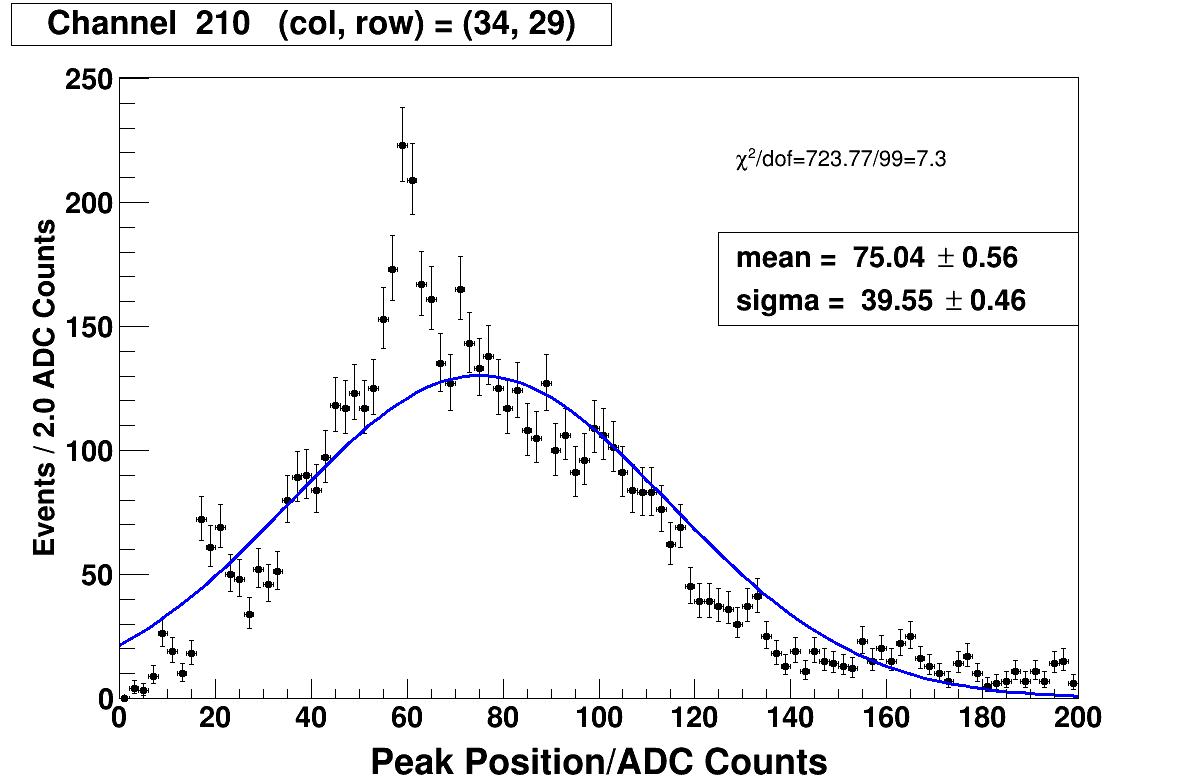 Channel 210 (col, row) = (34, 29)
250
200
150
100
50
0
Events / 2.0 ADC Counts
χ²/dof=723.77/99=7.3
mean = 75.04 ± 0.56
sigma = 39.55 ± 0.46
0 20 40 60 80 100 120 140 160 180 200
Peak Position/ADC Counts